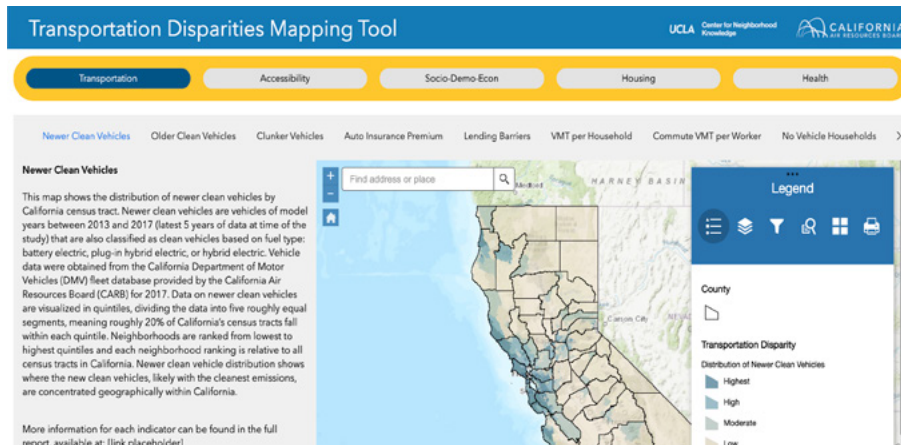 Transportation Disparities Mapping Tool
UCLA Center for Neighborhood Knowledge
CALIFORNIA
AIR RESOURCES BOARD
Transportation
Accessibility
Socio-Demo-Econ
Housing
Health
Newer Clean Vehicles
Older Clean Vehicles
Clunker Vehicles
Auto Insurance Premium
Lending Barriers
VMT per Household
Commute VMT per Worker
No Vehicle Households
Newer Clean Vehicles
This map shows the distribution of newer clean vehicles by
California census tract. Newer clean vehicles are vehicles of model
years between 2013 and 2017 (latest 5 years of data at time of the
study) that are also classified as clean vehicles based on fuel type:
battery electric, plug-in hybrid electric, or hybrid electric. Vehicle
data were obtained from the California Department of Motor
Vehicles (DMV) fleet database provided by the California Air
Resources Board (CARB) for 2017. Data on newer clean vehicles
are visualized in quintiles, dividing the data into five roughly equal
segments, meaning roughly 20% of California's census tracts fall
within each quintile. Neighborhoods are ranked from lowest to
highest quintiles and each neighborhood ranking is relative to all
census tracts in California. Newer clean vehicle distribution shows
where the new clean vehicles, likely with the cleanest emissions,
are concentrated geographically within California.
More information for each indicator can be found in the full
report, available at: [link placeholder]
Find address or place
Medford
HARNEY BASIN
Carson City
Legend
County
Transportation Disparity
Distribution of Newer Clean Vehicles
Highest
High
Moderate
Low